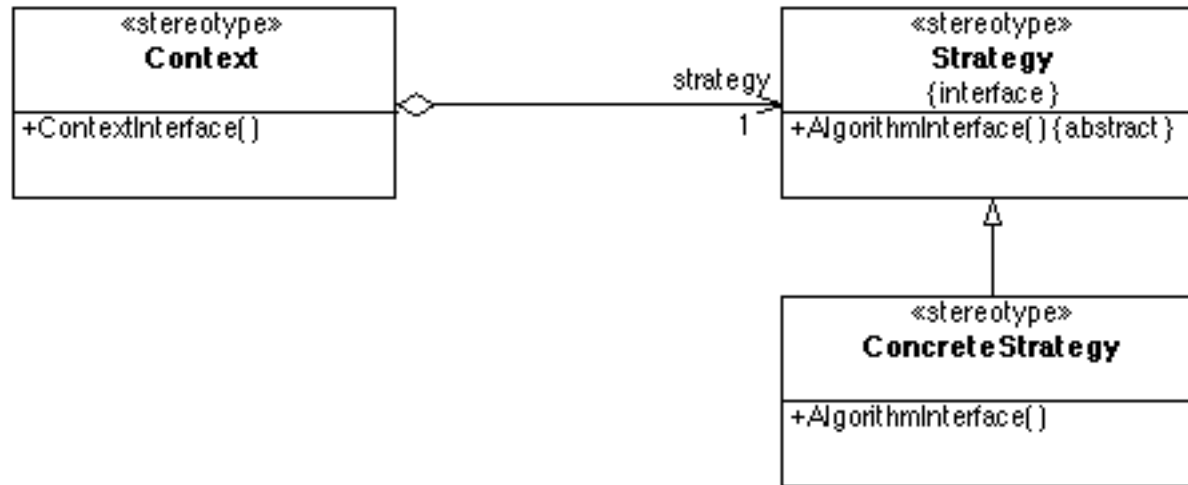 «stereotype»
Context
+ContextInterface()
strategy
1
«stereotype»
Strategy
{interface}
+AlgorithmInterface(){abstract}
«stereotype»
ConcreteStrategy
+AlgorithmInterface()